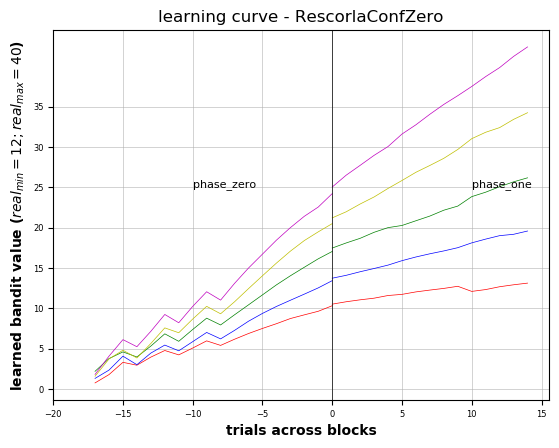 learning curve - RescorlaConfZero
learned bandit value (real_min = 12; real_max = 40)
35
30
25
20
15
10
5
0
phase_zero
phase_one
−20 −15 −10 −5 0 5 10 15
trials across blocks